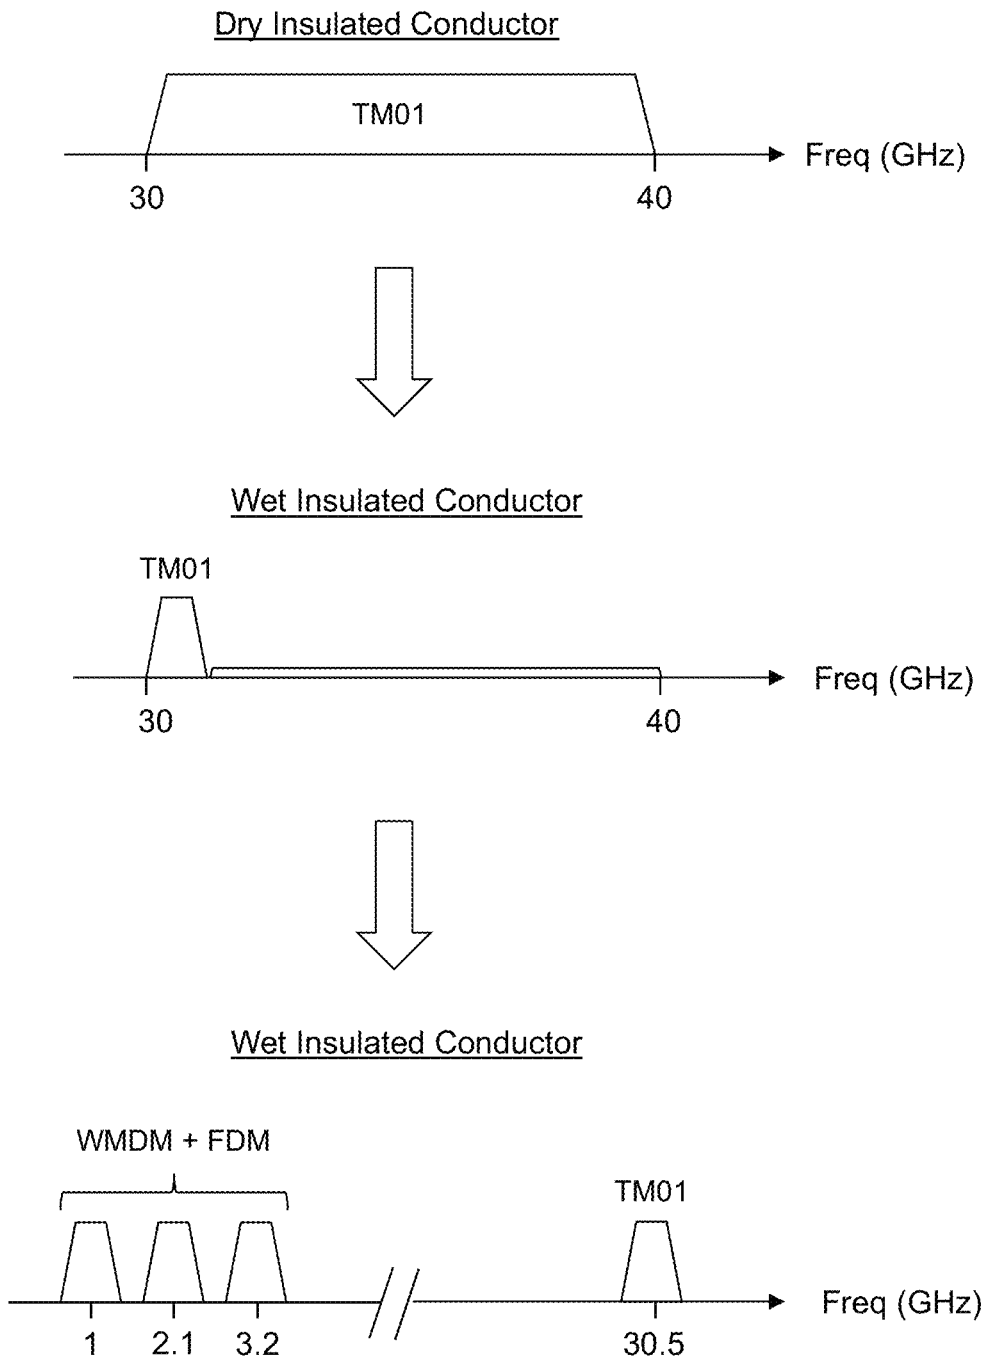 Dry Insulated Conductor
TM01
Freq (GHz)
30
40
Wet Insulated Conductor
TM01
Freq (GHz)
30
40
Wet Insulated Conductor
WMDM + FDM
TM01
Freq (GHz)
1
2.1
3.2
30.5